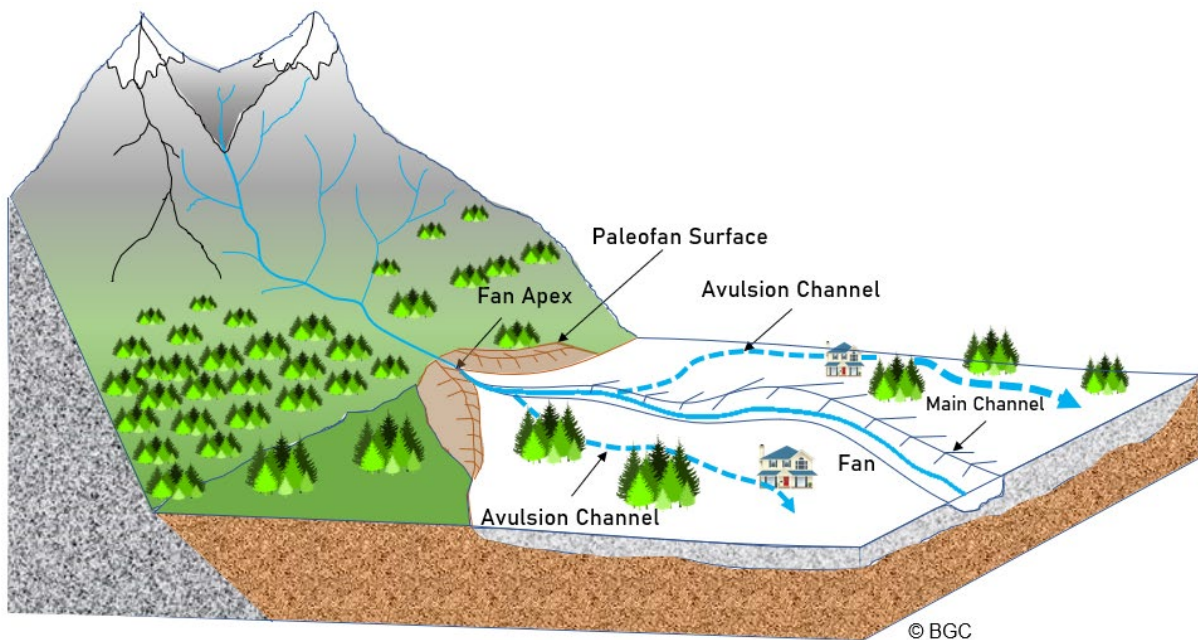 Paleofan Surface
Avulsion Channel
Fan Apex
Main Channel
Fan
Avulsion Channel
© BGC